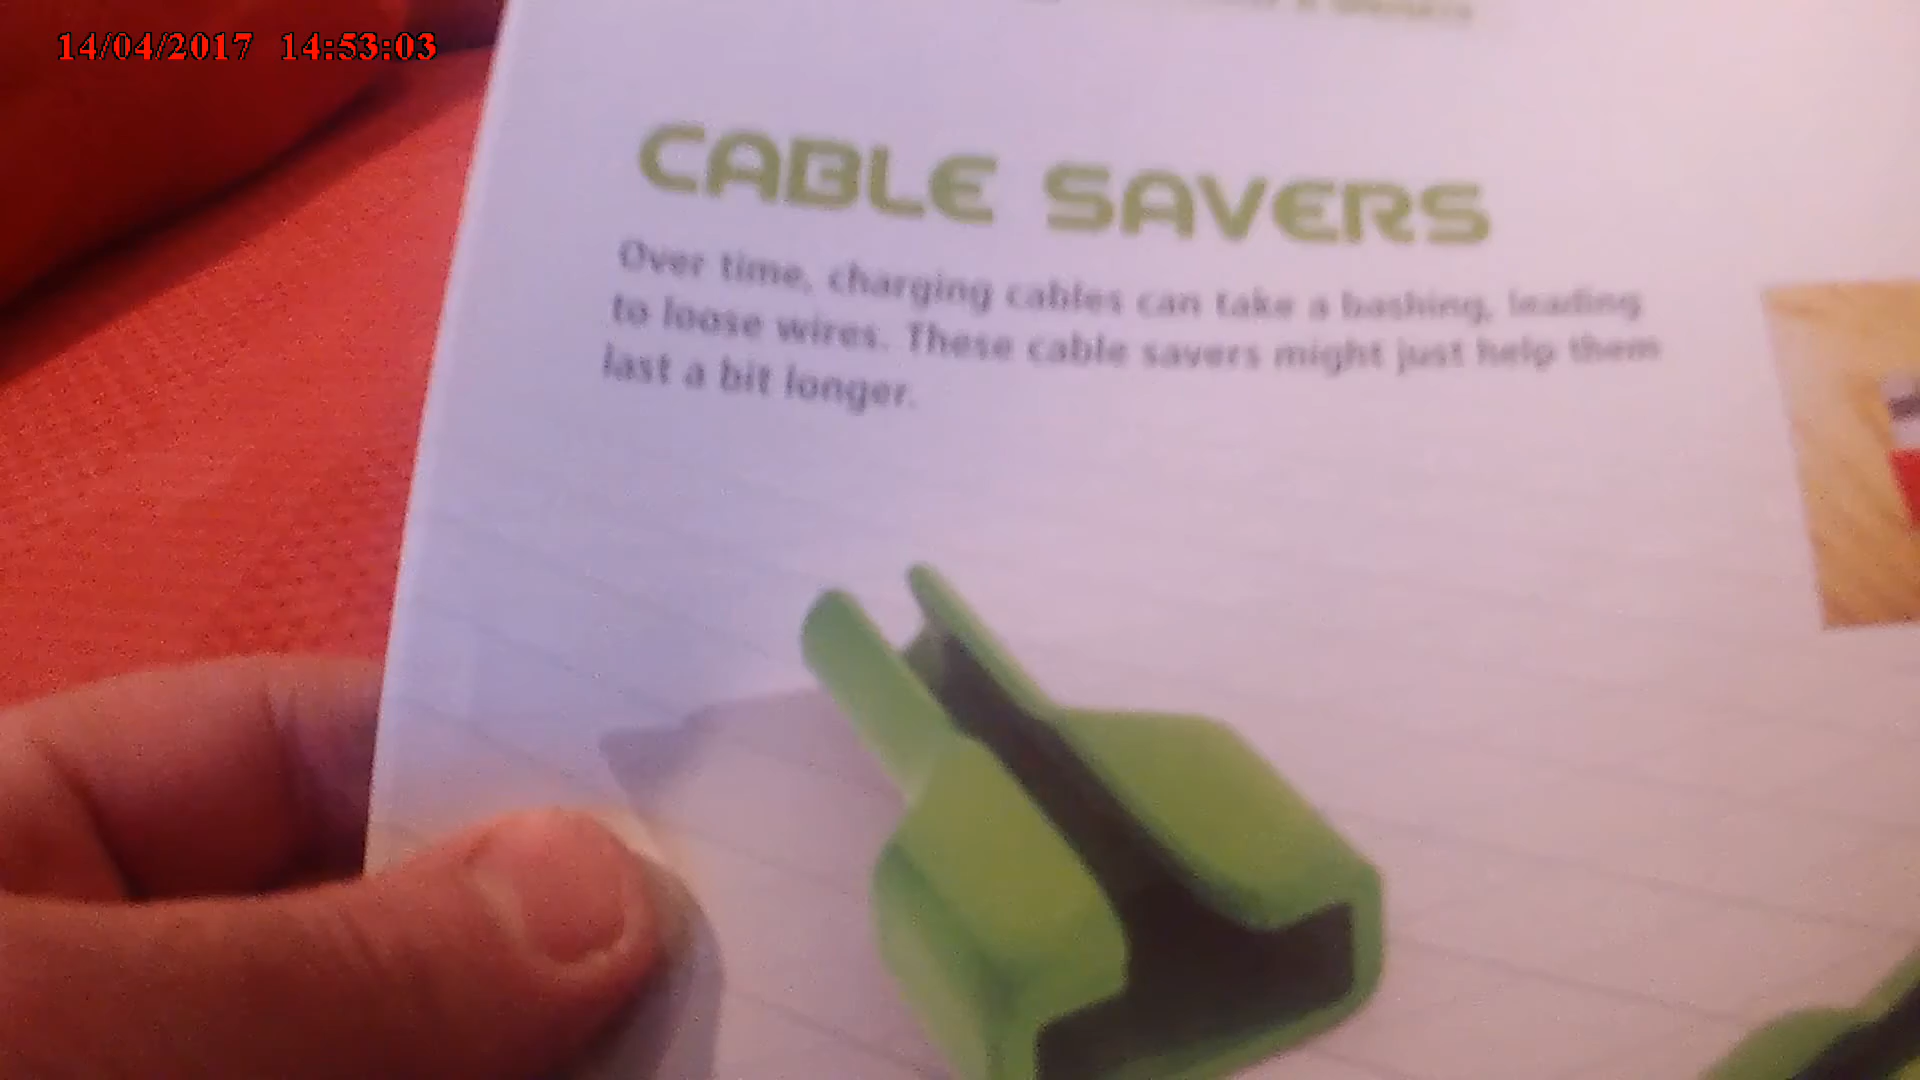 14/04/2017 14:53:03
CABLE SAVERS
Over time, charging cables can take a bashing, leading
to loose wires. These cable savers might just help them
last a bit longer.